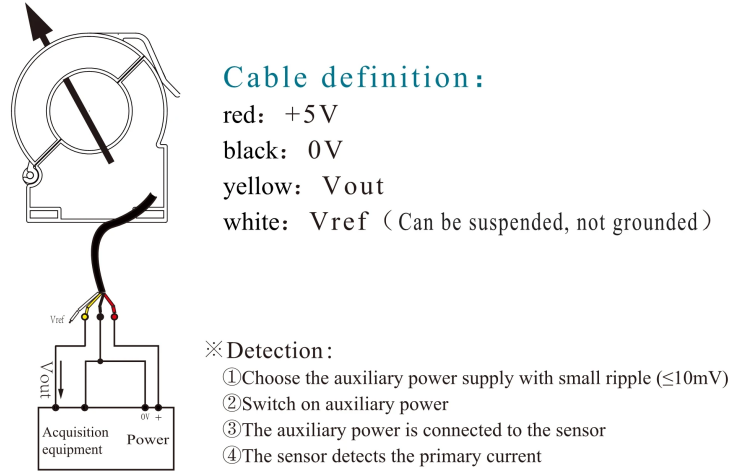 Cable definition：
red：+5V
black：0V
yellow：Vout
white：Vref（Can be suspended, not grounded）
Vref
Vout
0V +
Acquisition
equipment
Power
※Detection：
①Choose the auxiliary power supply with small ripple (≤10mV)
②Switch on auxiliary power
③The auxiliary power is connected to the sensor
④The sensor detects the primary current